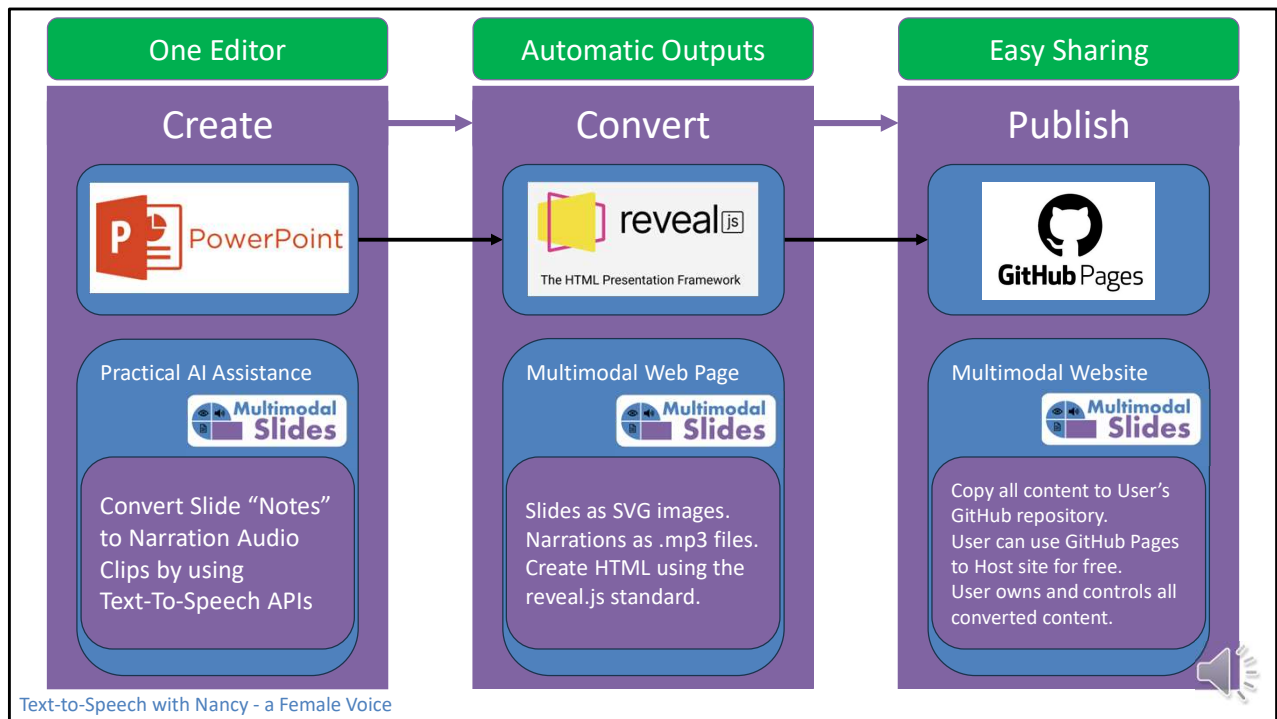 One Editor
Automatic Outputs
Easy Sharing
Create
Convert
Publish
P
PowerPoint
reveal js
The HTML Presentation Framework
GitHub Pages
Practical AI Assistance
Multimodal
Slides
Convert Slide “Notes”
to Narration Audio
Clips by using
Text-To-Speech APIs
Multimodal Web Page
Multimodal
Slides
Slides as SVG images.
Narrations as .mp3 files.
Create HTML using the
reveal.js standard.
Multimodal Website
Multimodal
Slides
Copy all content to User’s
GitHub repository.
User can use GitHub Pages
to Host site for free.
User owns and controls all
converted content.
Text-to-Speech with Nancy - a Female Voice